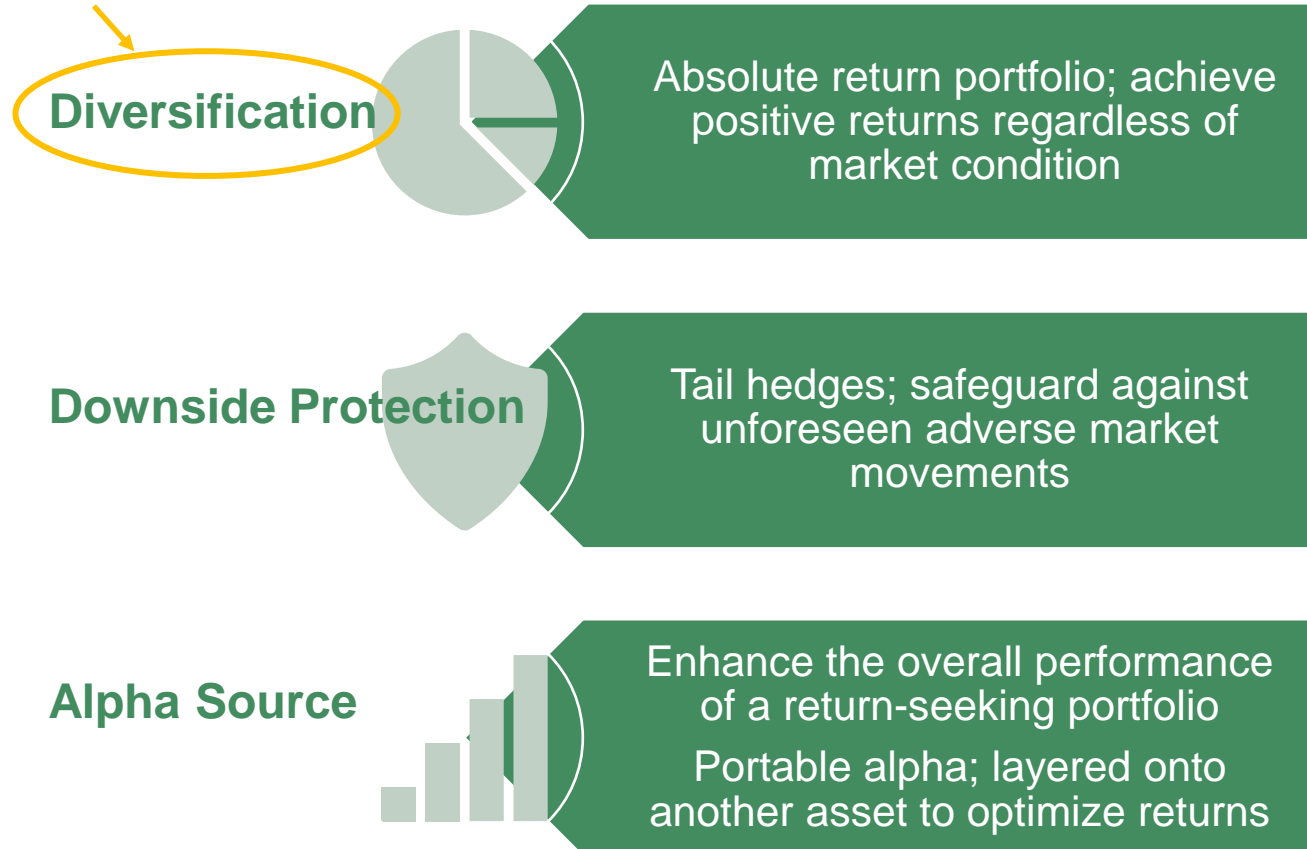 Diversification
Absolute return portfolio; achieve
positive returns regardless of
market condition
Downside Protection
Tail hedges; safeguard against
unforeseen adverse market
movements
Alpha Source
Enhance the overall performance
of a return-seeking portfolio
Portable alpha; layered onto
another asset to optimize returns